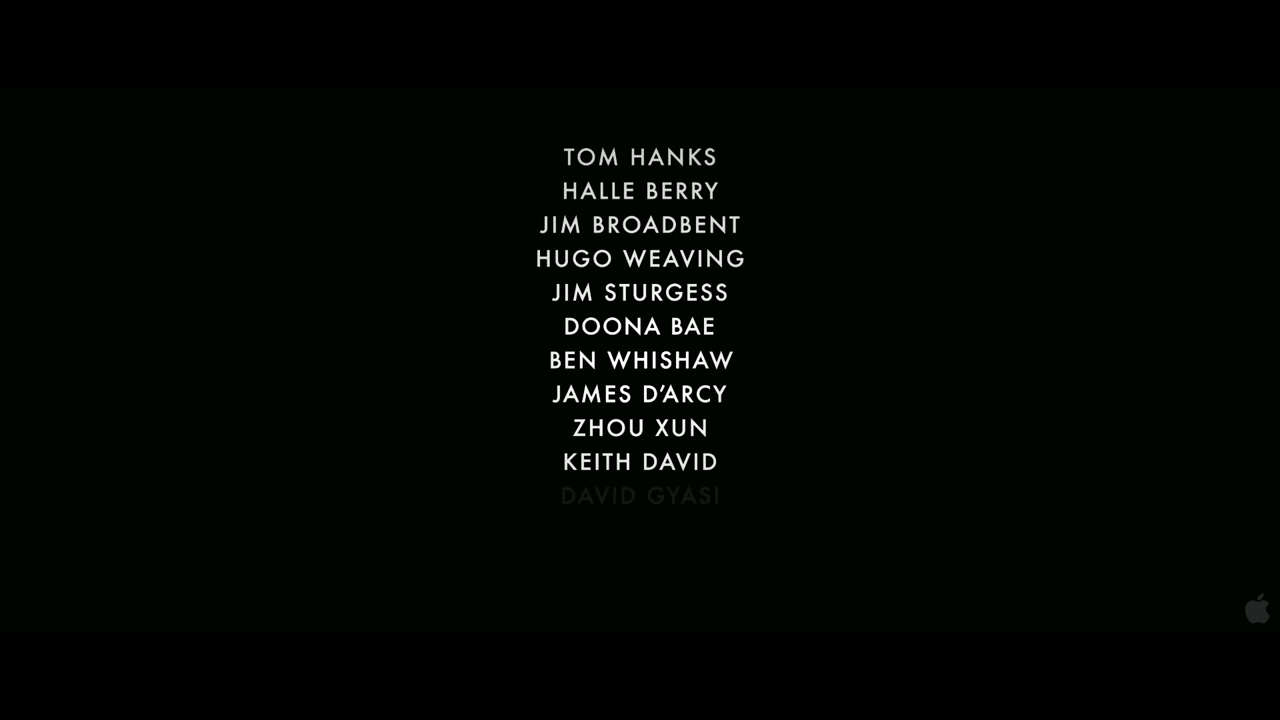 TOM HANKS
HALLE BERRY
JIM BROADBENT
HUGO WEAVING
JIM STURGESS
DOONA BAE
BEN WHISHAW
JAMES D'ARCY
ZHOU XUN
KEITH DAVID
DAVID GYASI